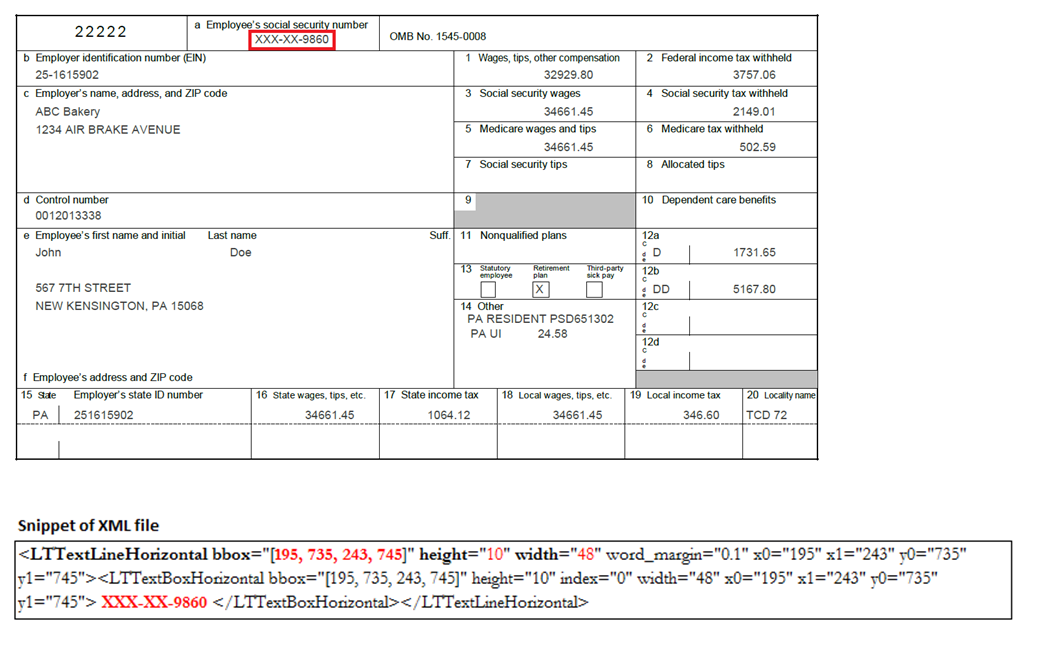 22222
a Employee's social security number
XXX-XX-9860
OMB No. 1545-0008
b Employer identification number (EIN)
25-1615902
1 Wages, tips, other compensation
32929.80
2 Federal income tax withheld
3757.06
c Employer's name, address, and ZIP code
ABC Bakery
1234 AIR BRAKE AVENUE
3 Social security wages
34661.45
4 Social security tax withheld
2149.01
5 Medicare wages and tips
34661.45
6 Medicare tax withheld
502.59
7 Social security tips
8 Allocated tips
d Control number
0012013338
9
10 Dependent care benefits
e Employee's first name and initial Last name Suff.
John Doe
567 7TH STREET
NEW KENSINGTON, PA 15068
11 Nonqualified plans
12a
Code
D 1731.65
13 Statutory employee
Retirement plan
Third-party sick pay
X
12b
Code
DD 5167.80
14 Other
PA RESIDENT PSD651302
PA UI 24.58
12c
Code
12d
Code
f Employee's address and ZIP code
15 State Employer's state ID number
PA 251615902
16 State wages, tips, etc.
34661.45
17 State income tax
1064.12
18 Local wages, tips, etc.
34661.45
19 Local income tax
346.60
20 Locality name
TCD 72
Snippet of XML file
<LTTextLineHorizontal bbox="[195, 735, 243, 745]" height="10" width="48" word_margin="0.1" x0="195" x1="243" y0="735"
y1="745"><LTTextBoxHorizontal bbox="[195, 735, 243, 745]" height="10" index="0" width="48" x0="195" x1="243" y0="735"
y1="745"> XXX-XX-9860 </LTTextBoxHorizontal></LTTextLineHorizontal>